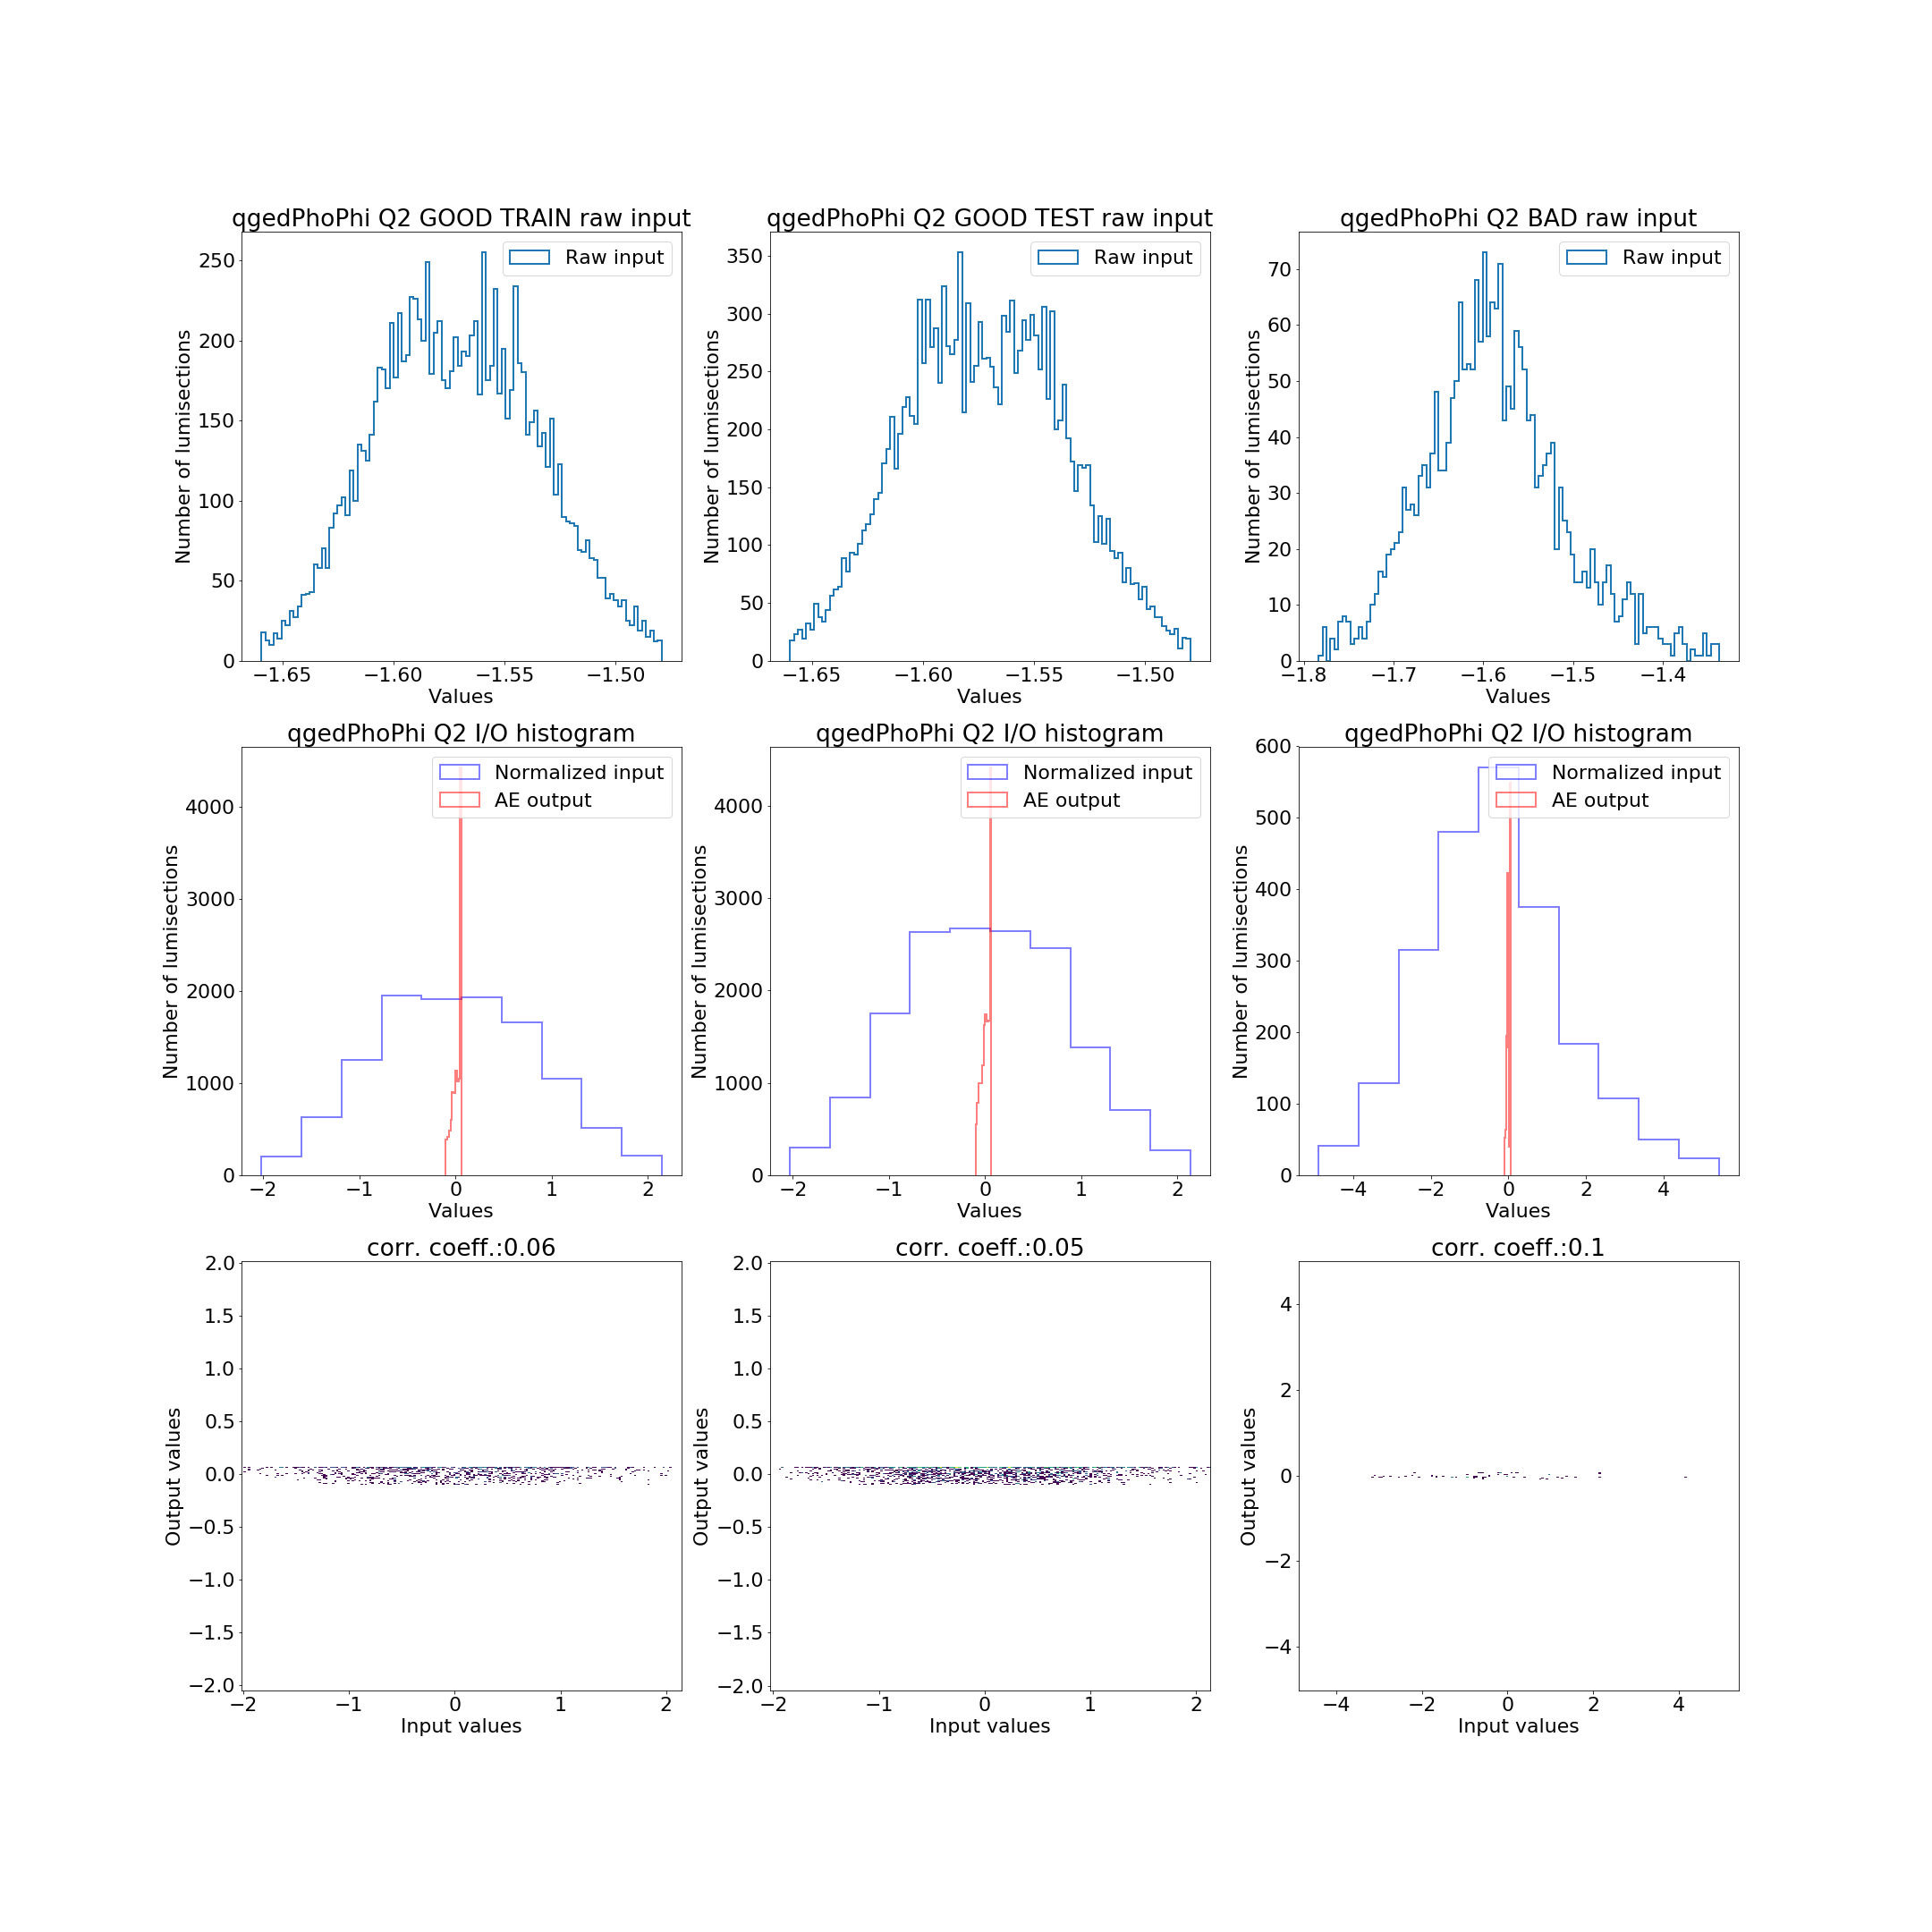 qgedPhoPhi Q2 GOOD TRAIN raw input
Number of lumisections
250
200
150
100
50
0
Raw input
−1.65 −1.60 −1.55 −1.50
Values
qgedPhoPhi Q2 GOOD TEST raw input
Number of lumisections
350
300
250
200
150
100
50
0
Raw input
−1.65 −1.60 −1.55 −1.50
Values
qgedPhoPhi Q2 BAD raw input
Number of lumisections
70
60
50
40
30
20
10
0
Raw input
−1.8 −1.7 −1.6 −1.5 −1.4
Values
qgedPhoPhi Q2 I/O histogram
Number of lumisections
4000
3000
2000
1000
0
Normalized input
AE output
−2 −1 0 1 2
Values
qgedPhoPhi Q2 I/O histogram
Number of lumisections
4000
3000
2000
1000
0
Normalized input
AE output
−2 −1 0 1 2
Values
qgedPhoPhi Q2 I/O histogram
Number of lumisections
600
500
400
300
200
100
0
Normalized input
AE output
−4 −2 0 2 4
Values
corr. coeff.:0.06
Output values
2.0
1.5
1.0
0.5
0.0
−0.5
−1.0
−1.5
−2.0
−2 −1 0 1 2
Input values
corr. coeff.:0.05
Output values
2.0
1.5
1.0
0.5
0.0
−0.5
−1.0
−1.5
−2.0
−2 −1 0 1 2
Input values
corr. coeff.:0.1
Output values
4
2
0
−2
−4
−4 −2 0 2 4
Input values